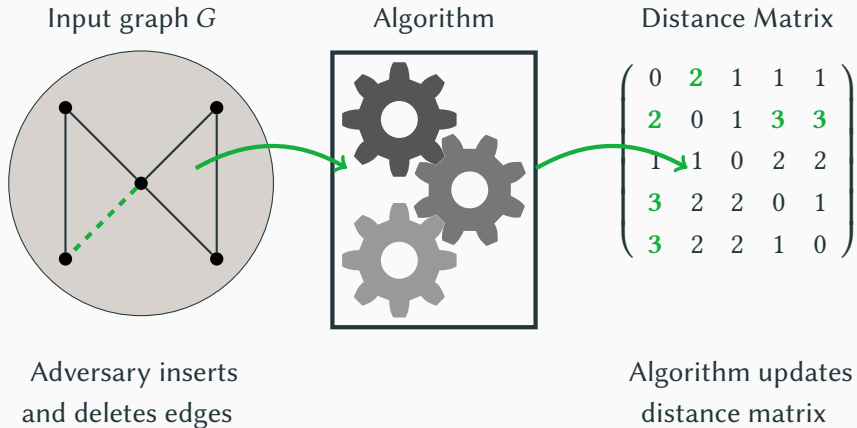 Input graph G
Algorithm
Distance Matrix
0 2 1 1 1
2 0 1 3 3
1 1 0 2 2
3 2 2 0 1
3 2 2 1 0
Adversary inserts
and deletes edges
Algorithm updates
distance matrix